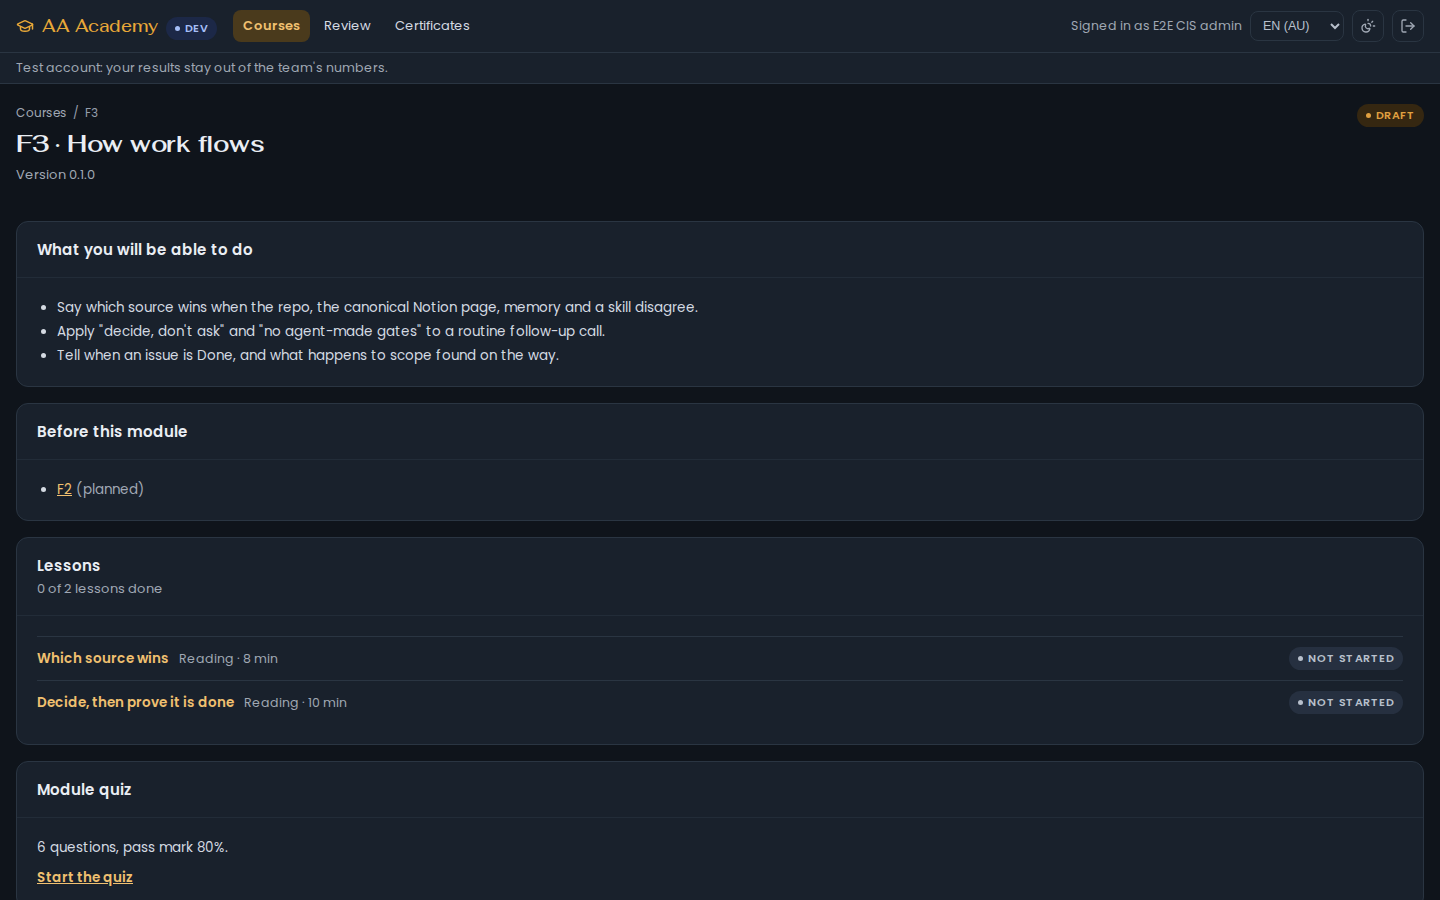 AA Academy DEV Courses Review Certificates Signed in as E2E CIS admin EN (AU)
Test account: your results stay out of the team's numbers.
Courses / F3 DRAFT
F3 · How work flows
Version 0.1.0
What you will be able to do
Say which source wins when the repo, the canonical Notion page, memory and a skill disagree.
Apply "decide, don't ask" and "no agent-made gates" to a routine follow-up call.
Tell when an issue is Done, and what happens to scope found on the way.
Before this module
F2 (planned)
Lessons
0 of 2 lessons done
Which source wins Reading · 8 min NOT STARTED
Decide, then prove it is done Reading · 10 min NOT STARTED
Module quiz
6 questions, pass mark 80%.
Start the quiz